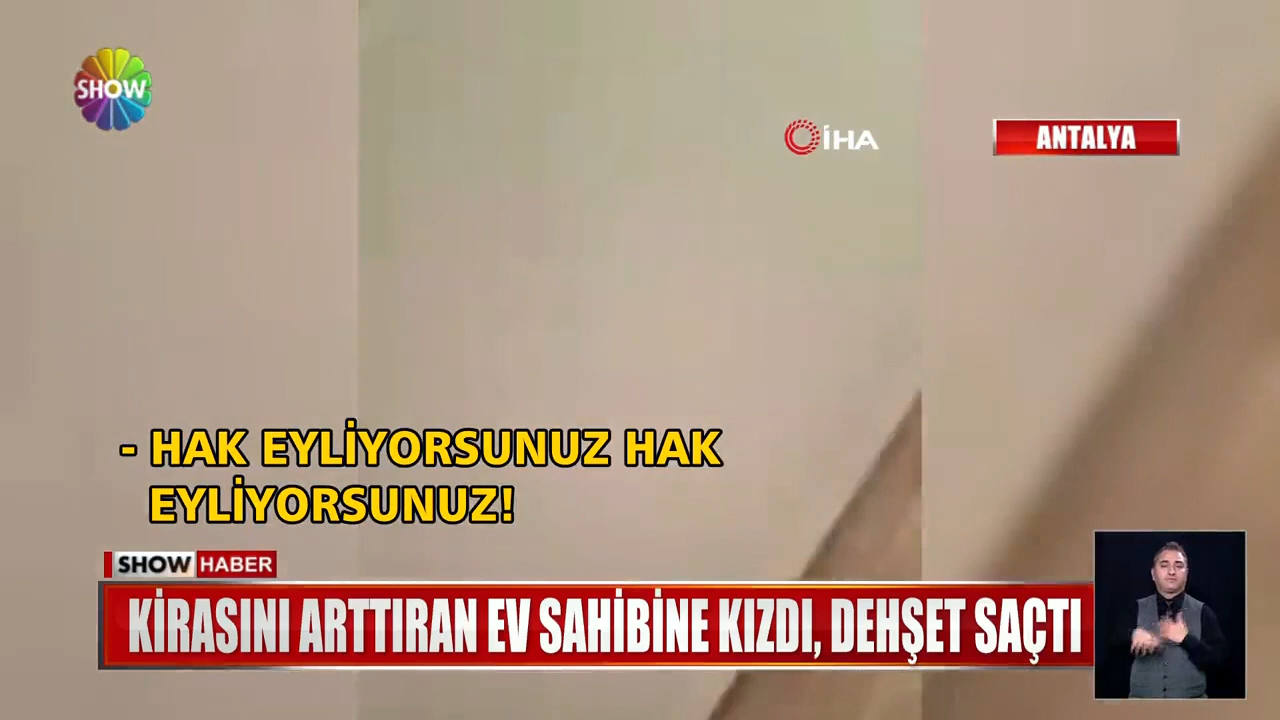 SHOW
İHA
ANTALYA
- HAK EYLİYORSUNUZ HAK
EYLİYORSUNUZ!
SHOW HABER
KİRASINI ARTTIRAN EV SAHİBİNE KIZDI, DEHŞET SAÇTI